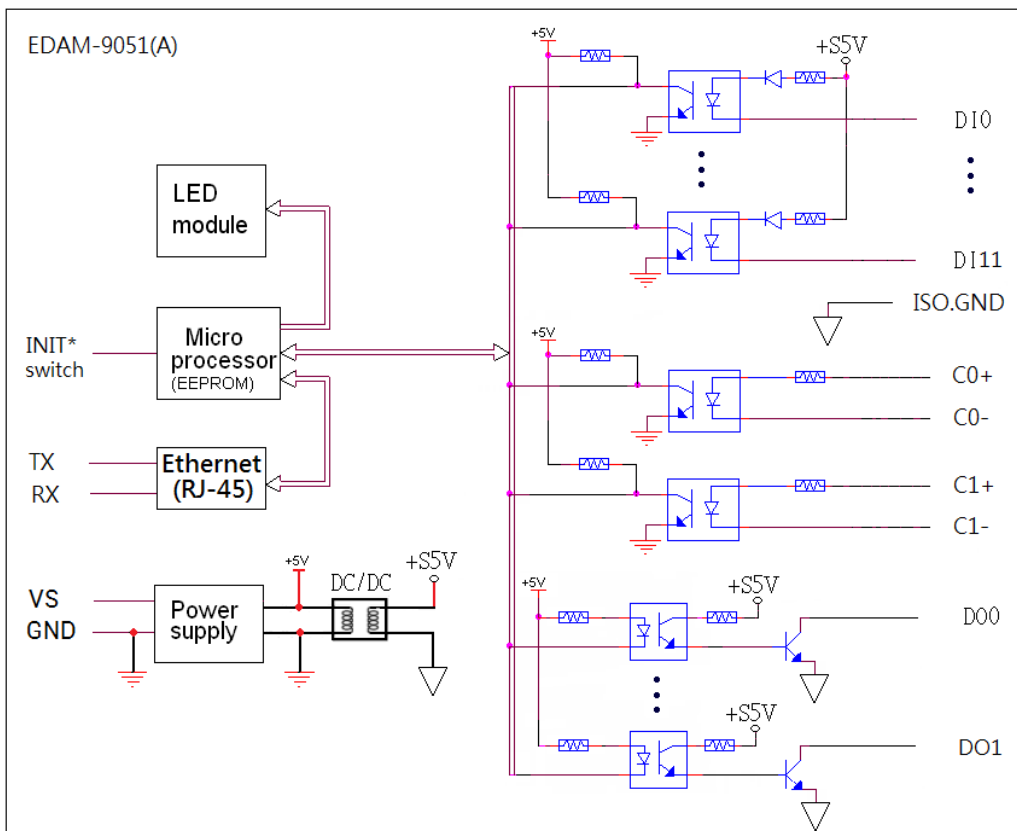 EDAM-9051(A)
+5V
+S5V
DI0
DI11
LED
module
ISO.GND
INIT*
switch
Micro
processor
(EEPROM)
+5V
C0+
C0-
TX
RX
Ethernet
(RJ-45)
C1+
C1-
+5V
DC/DC
+S5V
VS
GND
Power
supply
+5V
+S5V
DO0
+S5V
DO1